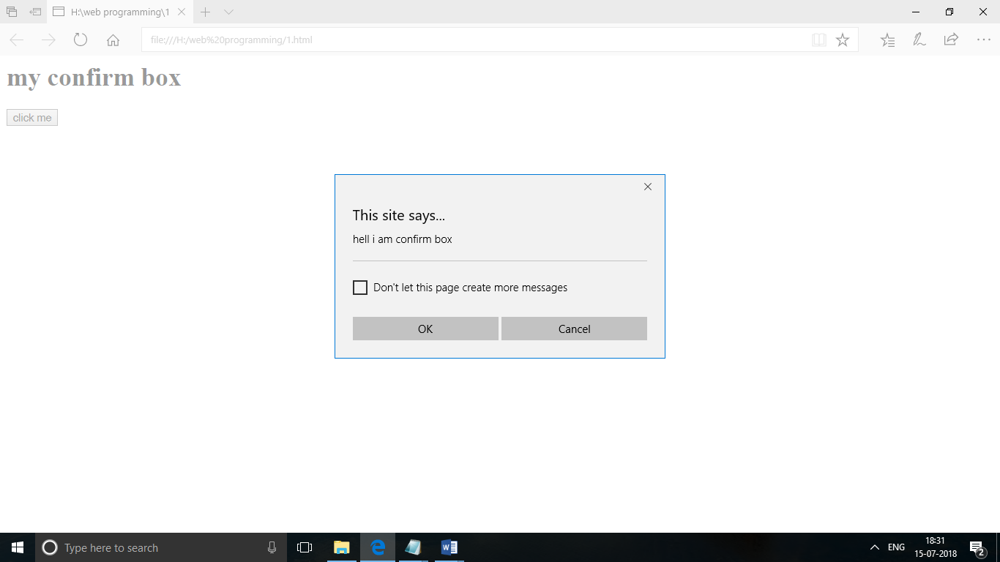 H:\web programming\1
file:///H:/web%20programming/1.html
my confirm box
click me
This site says...
hell i am confirm box
Don't let this page create more messages
OK Cancel
Type here to search
W
ENG
18:31
15-07-2018
2